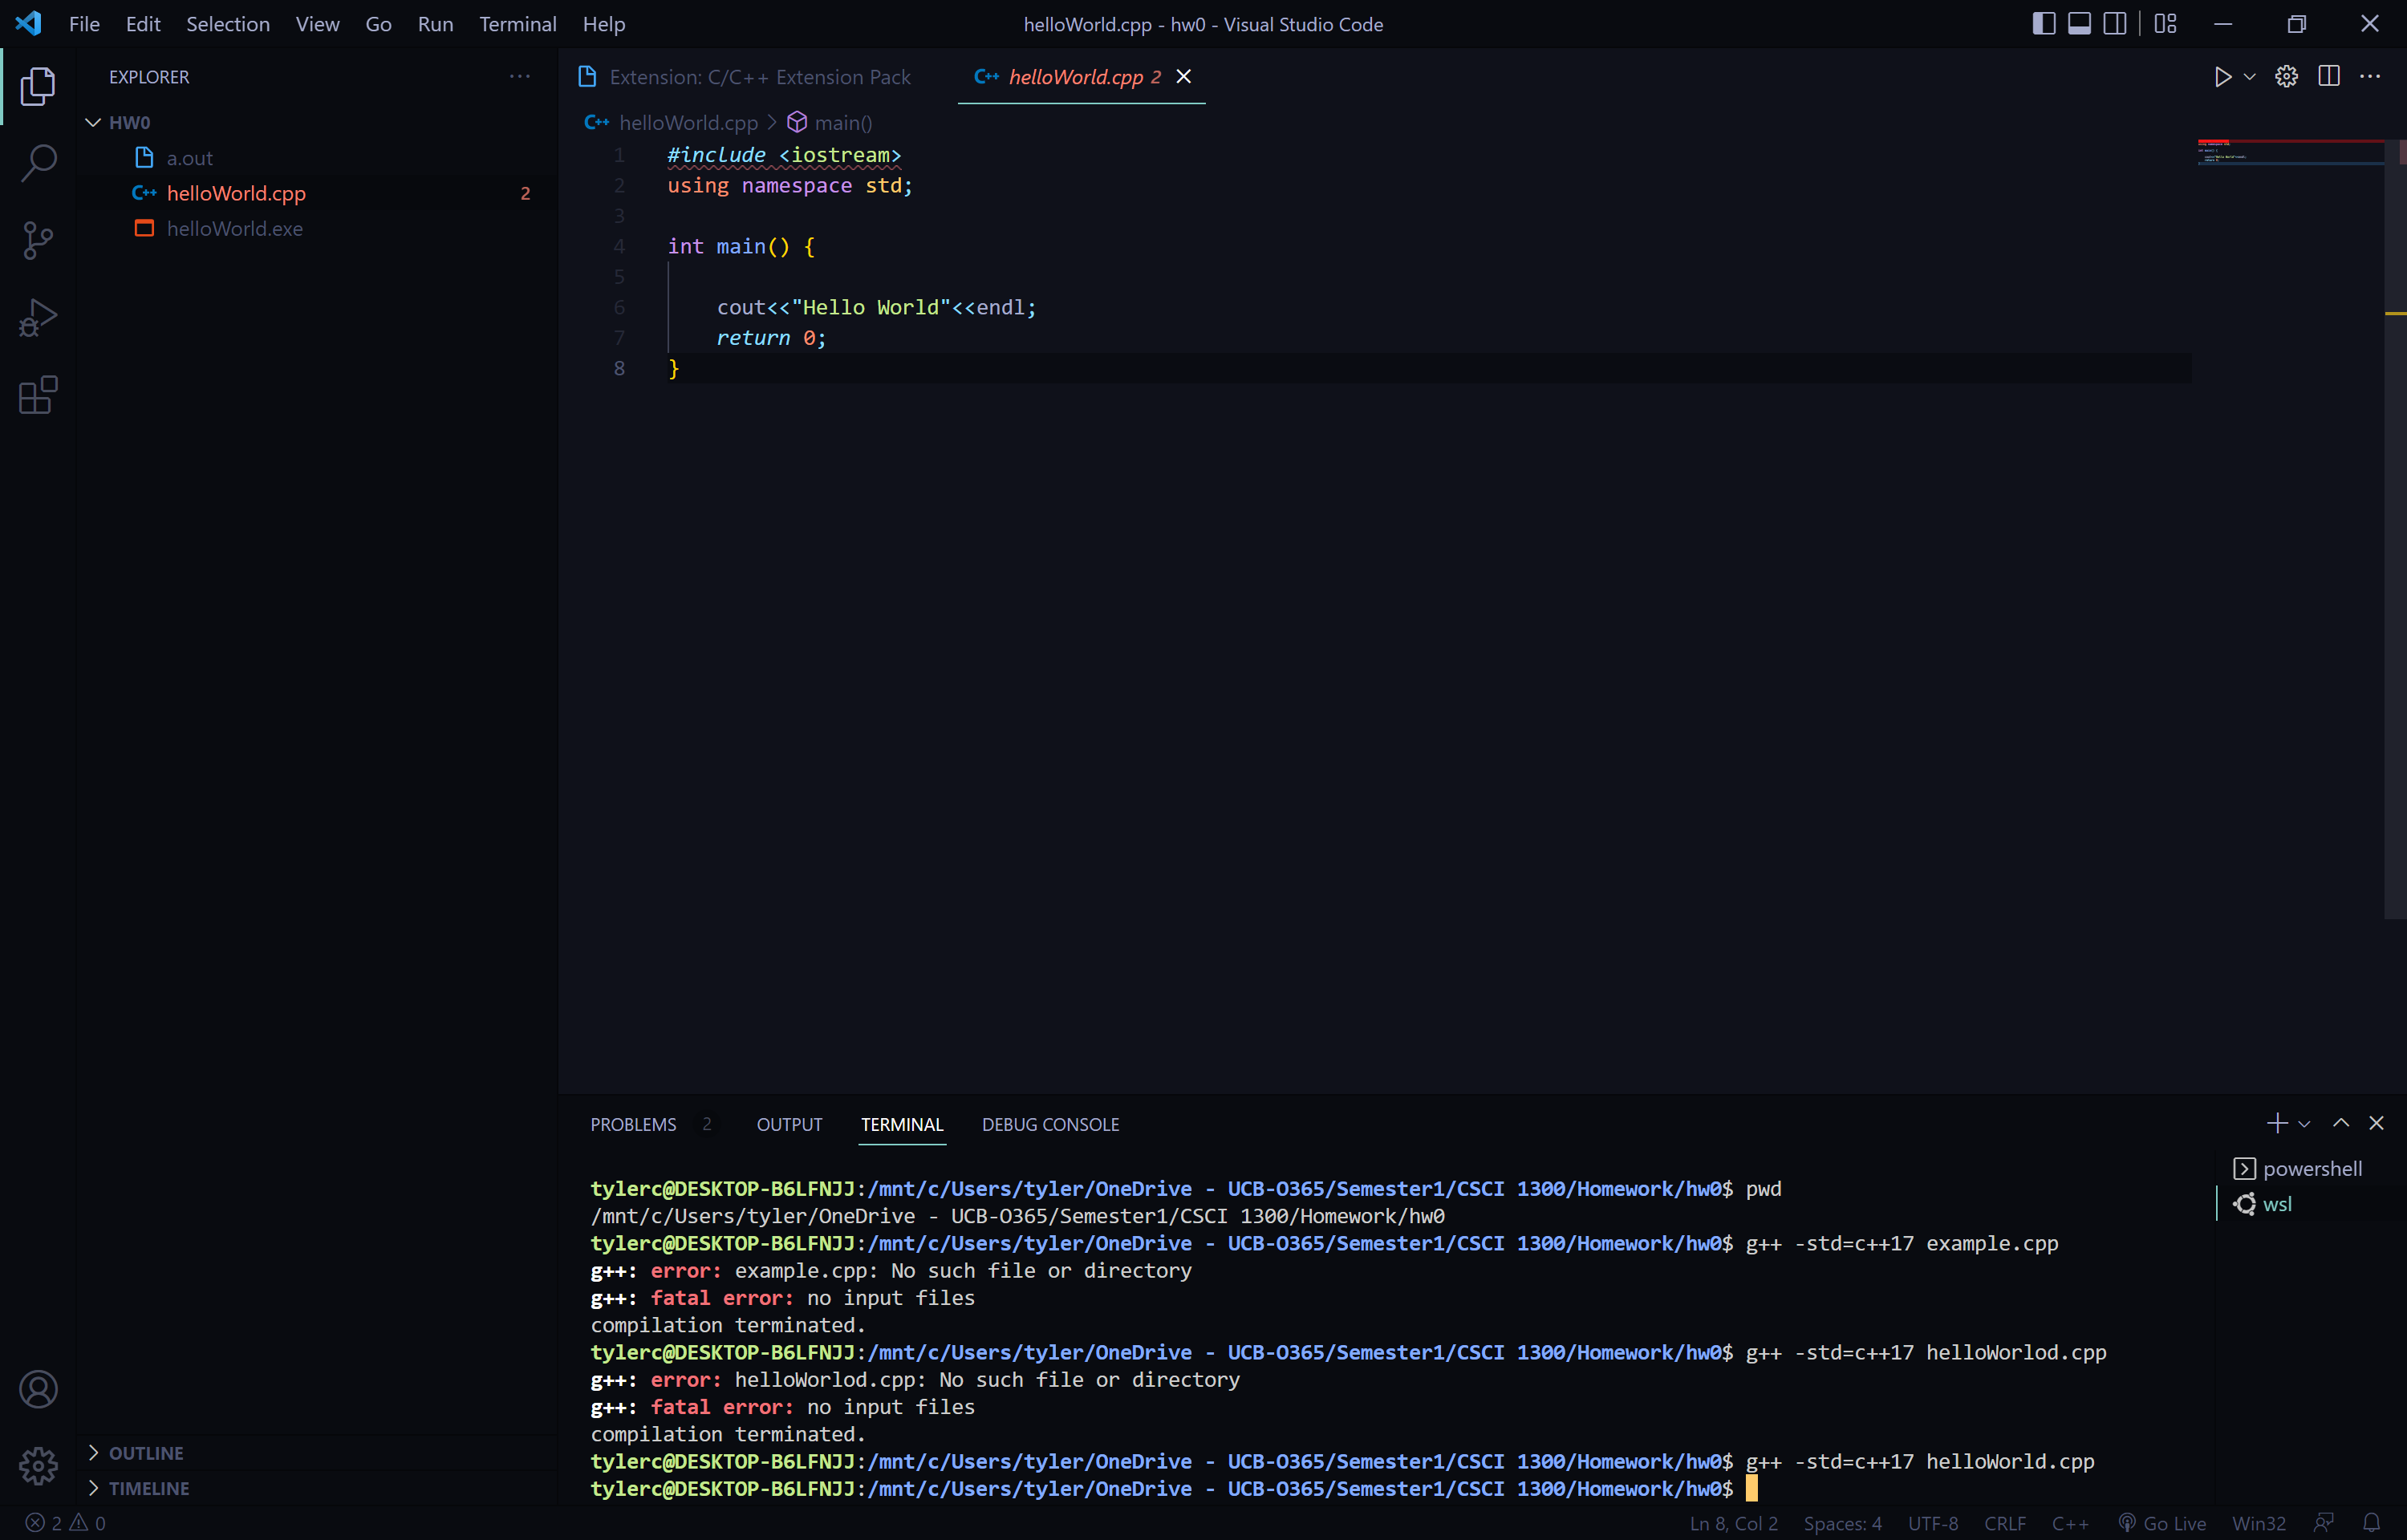 File Edit Selection View Go Run Terminal Help
helloWorld.cpp - hw0 - Visual Studio Code
EXPLORER
HW0
a.out
helloWorld.cpp 2
helloWorld.exe
OUTLINE
TIMELINE
Extension: C/C++ Extension Pack
helloWorld.cpp 2
helloWorld.cpp > main()
1 #include <iostream>
2 using namespace std;
3
4 int main() {
5
6 cout<<"Hello World"<<endl;
7 return 0;
8 }
PROBLEMS 2 OUTPUT TERMINAL DEBUG CONSOLE
powershell
wsl
tylerc@DESKTOP-B6LFNJJ:/mnt/c/Users/tyler/OneDrive - UCB-O365/Semester1/CSCI 1300/Homework/hw0$ pwd
/mnt/c/Users/tyler/OneDrive - UCB-O365/Semester1/CSCI 1300/Homework/hw0
tylerc@DESKTOP-B6LFNJJ:/mnt/c/Users/tyler/OneDrive - UCB-O365/Semester1/CSCI 1300/Homework/hw0$ g++ -std=c++17 example.cpp
g++: error: example.cpp: No such file or directory
g++: fatal error: no input files
compilation terminated.
tylerc@DESKTOP-B6LFNJJ:/mnt/c/Users/tyler/OneDrive - UCB-O365/Semester1/CSCI 1300/Homework/hw0$ g++ -std=c++17 helloWorlod.cpp
g++: error: helloWorlod.cpp: No such file or directory
g++: fatal error: no input files
compilation terminated.
tylerc@DESKTOP-B6LFNJJ:/mnt/c/Users/tyler/OneDrive - UCB-O365/Semester1/CSCI 1300/Homework/hw0$ g++ -std=c++17 helloWorld.cpp
tylerc@DESKTOP-B6LFNJJ:/mnt/c/Users/tyler/OneDrive - UCB-O365/Semester1/CSCI 1300/Homework/hw0$
2 0
Ln 8, Col 2 Spaces: 4 UTF-8 CRLF C++ Go Live Win32